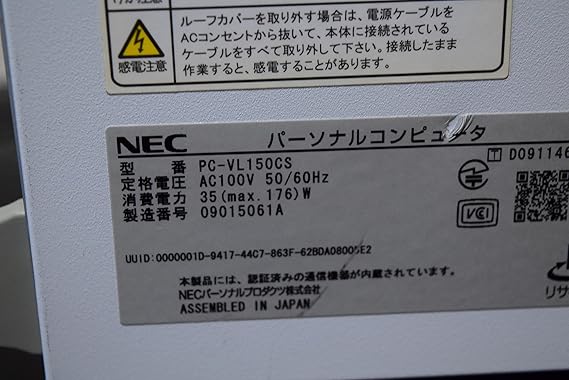 ルーフカバーを取り外す場合は、電源ケーブルを
ACコンセントから抜いて、本体に接続されている
ケーブルをすべて取り外して下さい。接続したまま
作業すると、感電することがあります。
感電注意
NEC パーソナルコンピュータ
型 番 PC-VL150CS
定格電圧 AC100V 50/60Hz
消費電力 35(max.176)W
製造番号 09015061A
T D091146
VCI
UUID:0000001D-9417-44C7-863F-62BDA08005E2
本製品には、認証済みの通信機器が内蔵されています。
NECパーソナルプロダクツ株式会社
ASSEMBLED IN JAPAN
リサ